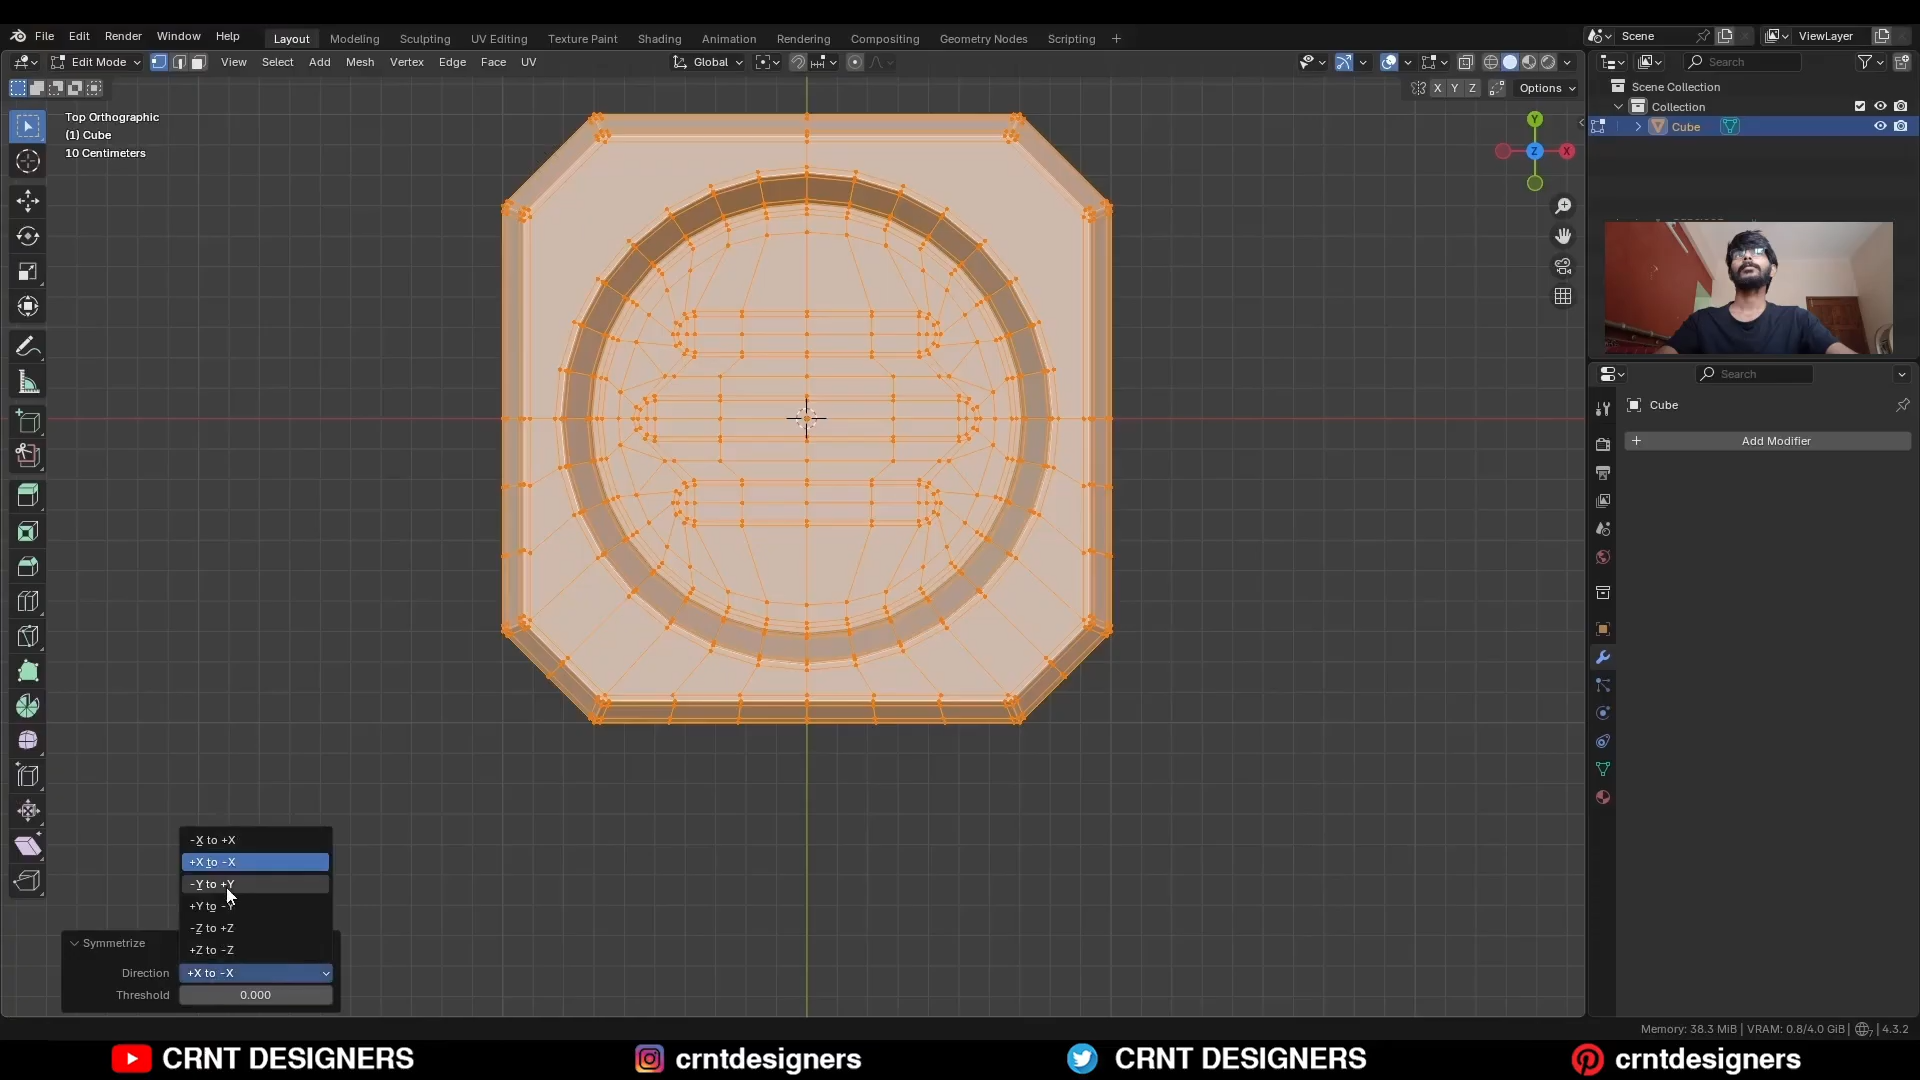 File Edit Render Window Help Layout Modeling Sculpting UV Editing Texture Paint Shading Animation Rendering Compositing Geometry Nodes Scripting + Scene ViewLayer
Edit Mode View Select Add Mesh Vertex Edge Face UV Global Search
X Y Z Options
Scene Collection
Collection
Cube
Top Orthographic
(1) Cube
10 Centimeters
Y
Z
X
Search
Cube
+ Add Modifier
-X to +X
+X to -X
-Y to +Y
+Y to -Y
-Z to +Z
+Z to -Z
Symmetrize
Direction +X to -X
Threshold 0.000
Memory: 38.3 MiB | VRAM: 0.8/4.0 GiB | 4.3.2
CRNT DESIGNERS crntdesigners CRNT DESIGNERS crntdesigners